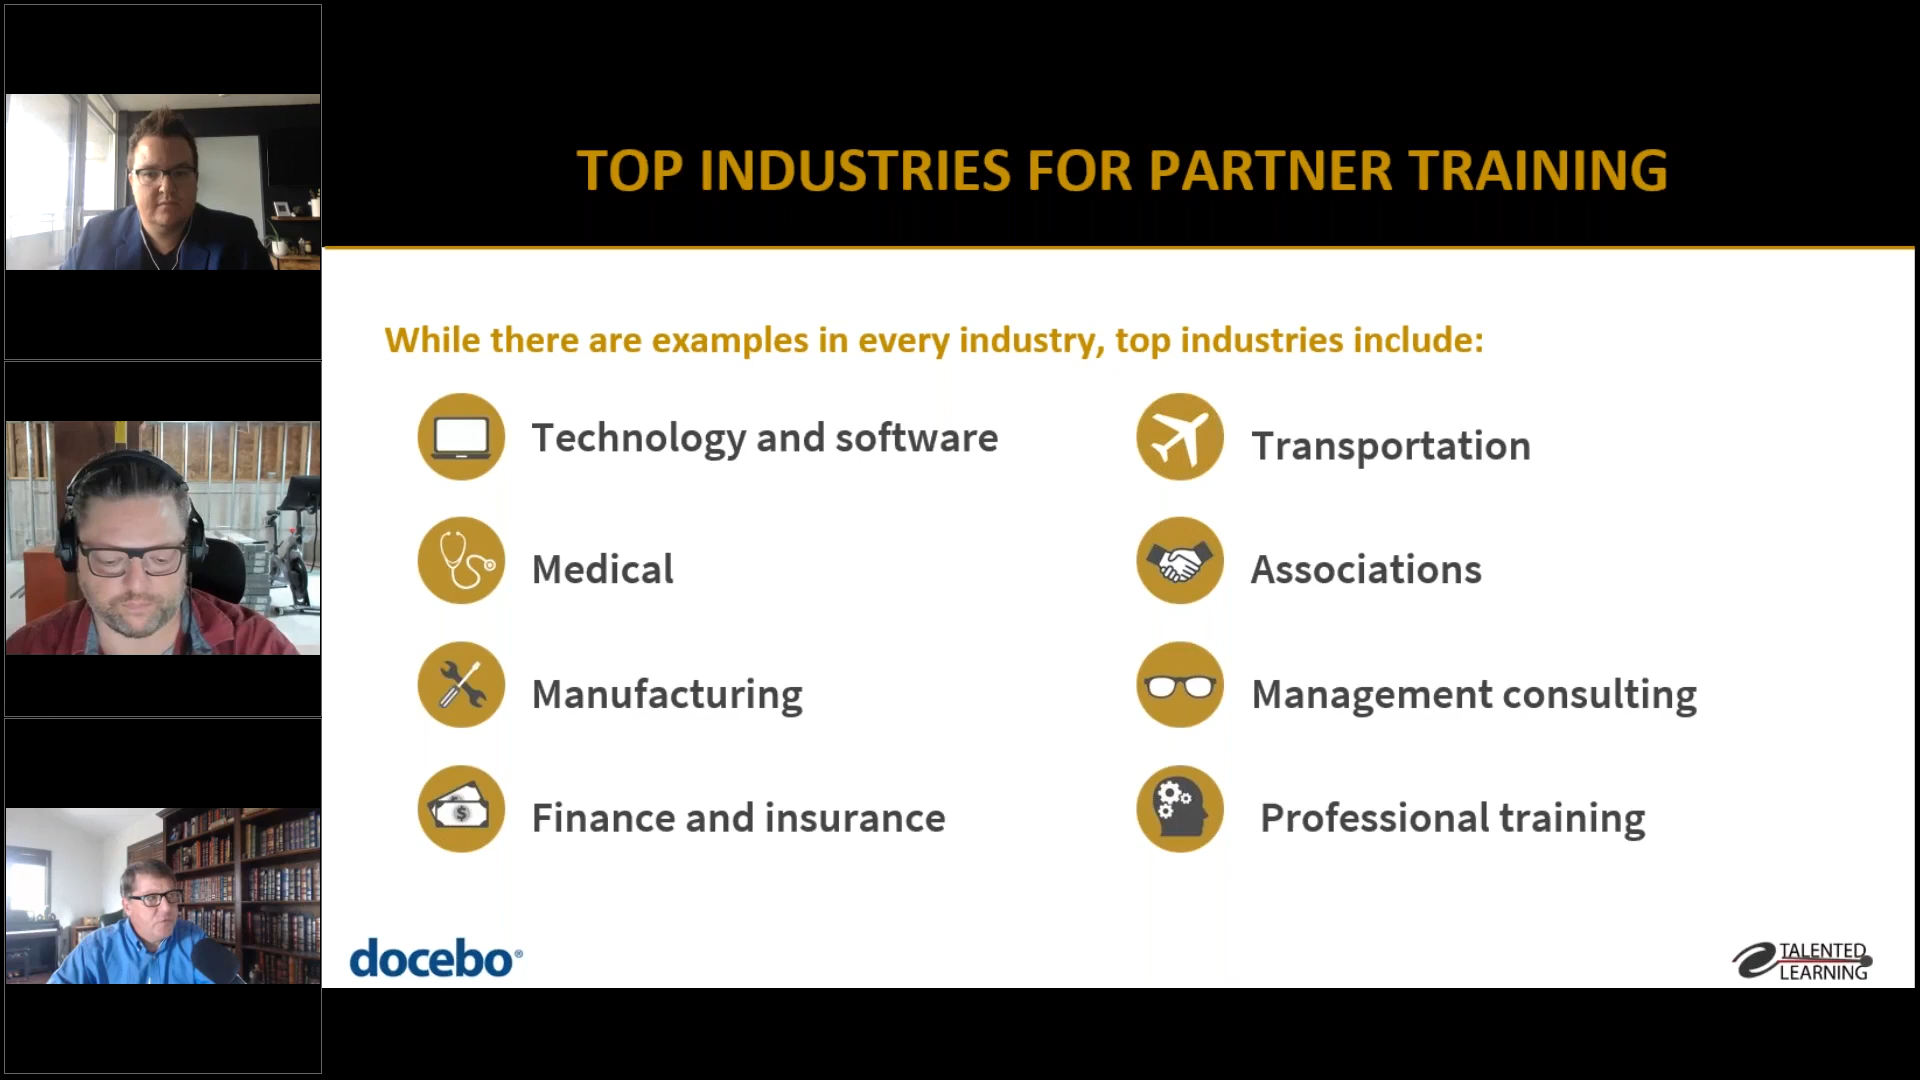 TOP INDUSTRIES FOR PARTNER TRAINING
While there are examples in every industry, top industries include:
Technology and software
Medical
Manufacturing
$
Finance and insurance
Transportation
Associations
Management consulting
Professional training
docebo®
TALENTED
LEARNING